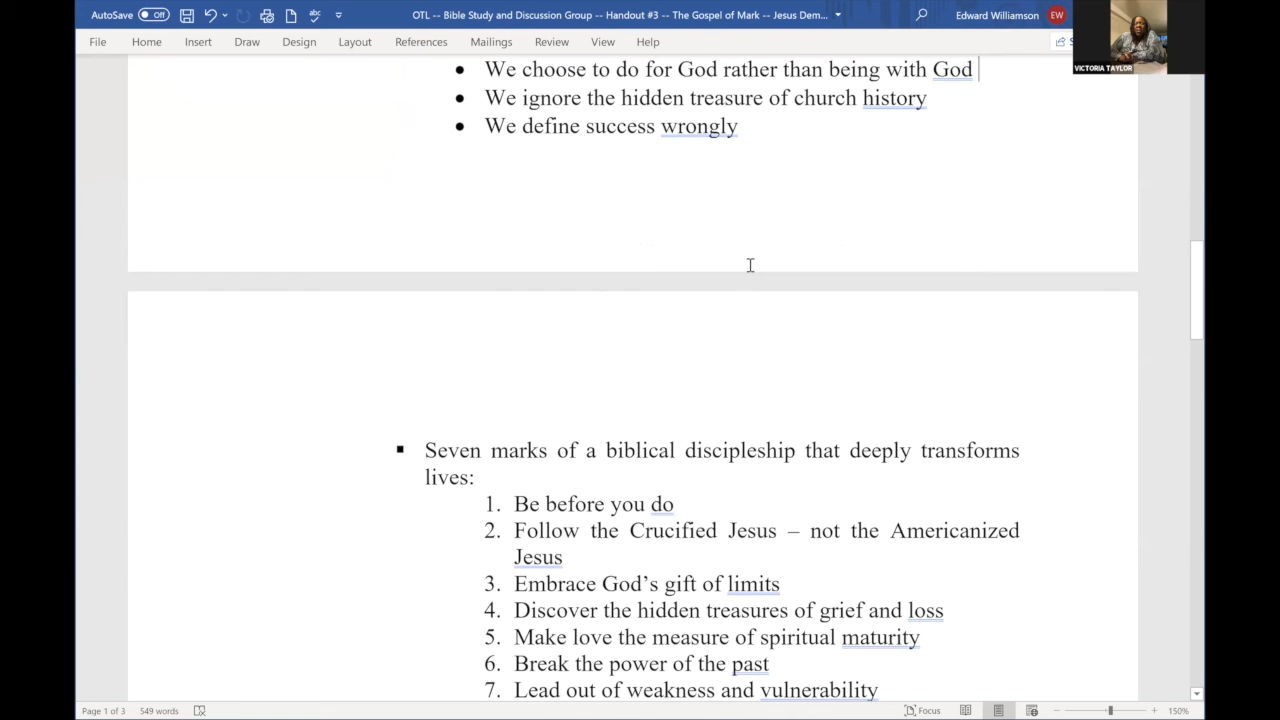 AutoSave Off OTL -- Bible Study and Discussion Group -- Handout #3 -- The Gospel of Mark -- Jesus Dem... Edward Williamson EW
VICTORIA TAYLOR
File Home Insert Draw Design Layout References Mailings Review View Help
• We choose to do for God rather than being with God
• We ignore the hidden treasure of church history
• We define success wrongly
▪ Seven marks of a biblical discipleship that deeply transforms
lives:
1. Be before you do
2. Follow the Crucified Jesus – not the Americanized
Jesus
3. Embrace God’s gift of limits
4. Discover the hidden treasures of grief and loss
5. Make love the measure of spiritual maturity
6. Break the power of the past
7. Lead out of weakness and vulnerability
Page 1 of 3 549 words Focus 150%